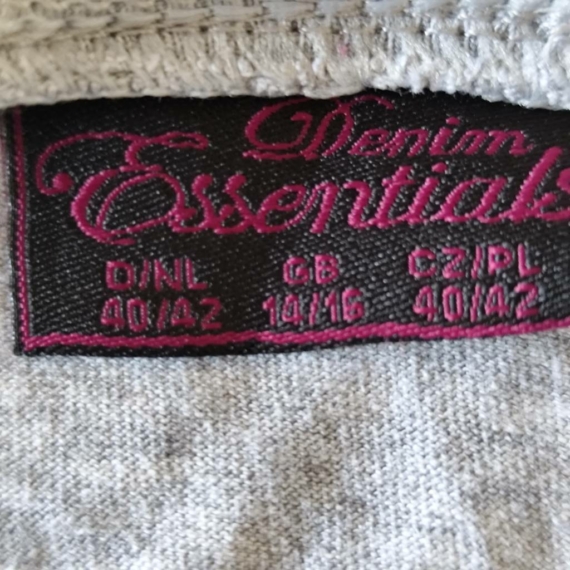 Denim
Essentials
D/NL GB CZ/PL
40/42 14/16 40/42